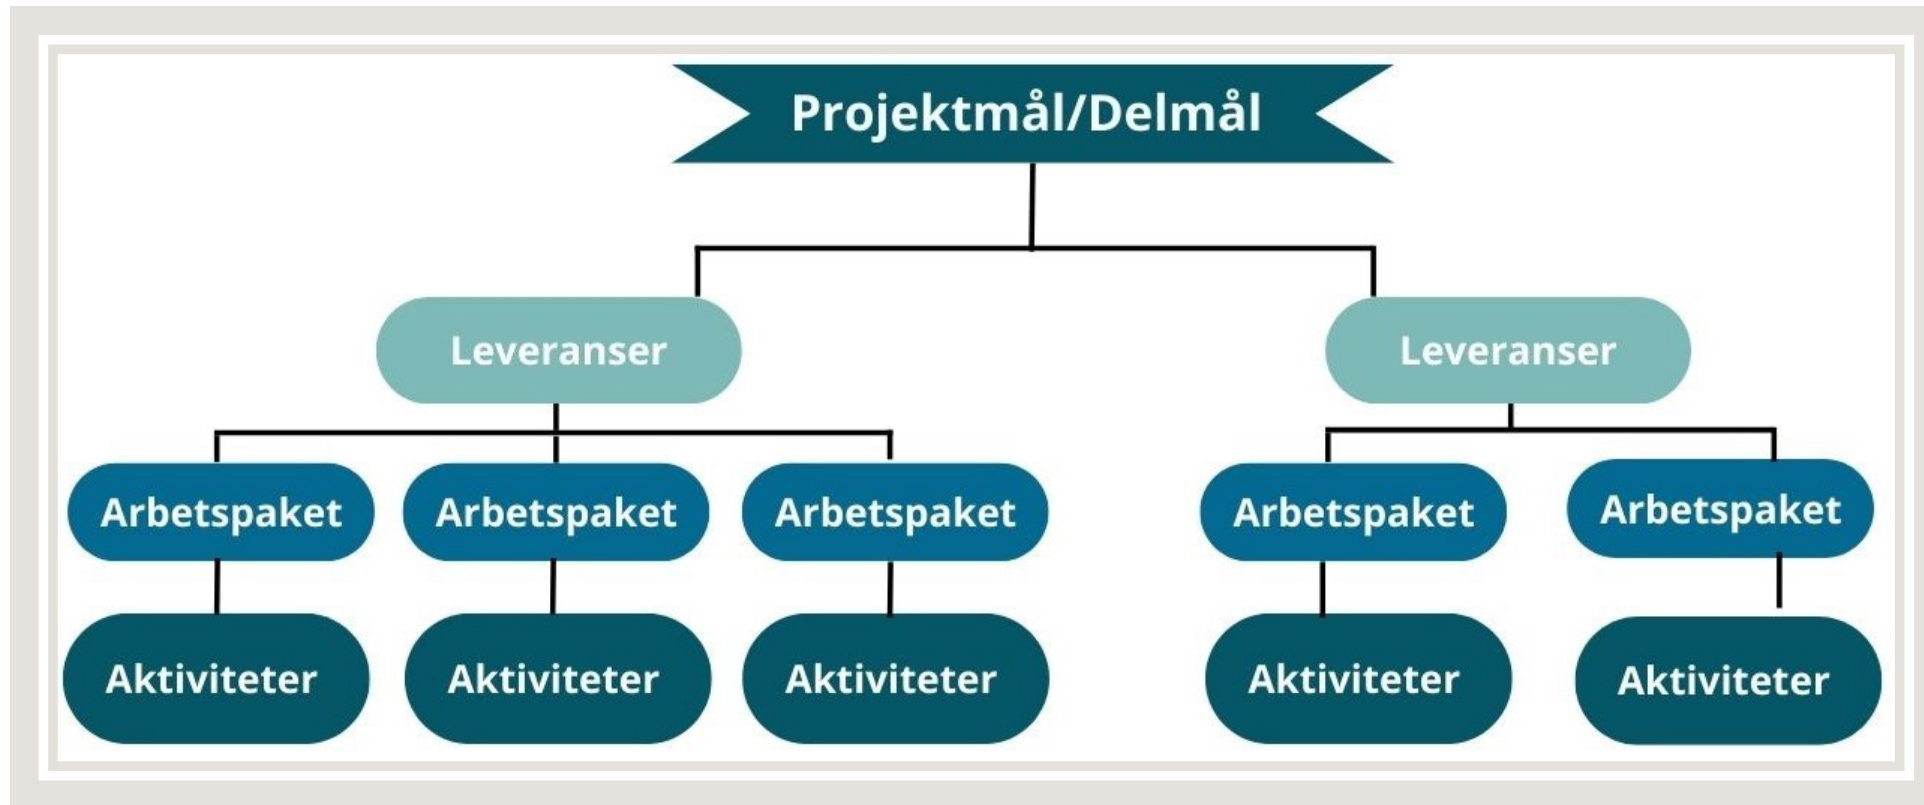 Projektmål/Delmål
Leveranser
Leveranser
Arbetspaket
Arbetspaket
Arbetspaket
Arbetspaket
Arbetspaket
Aktiviteter
Aktiviteter
Aktiviteter
Aktiviteter
Aktiviteter